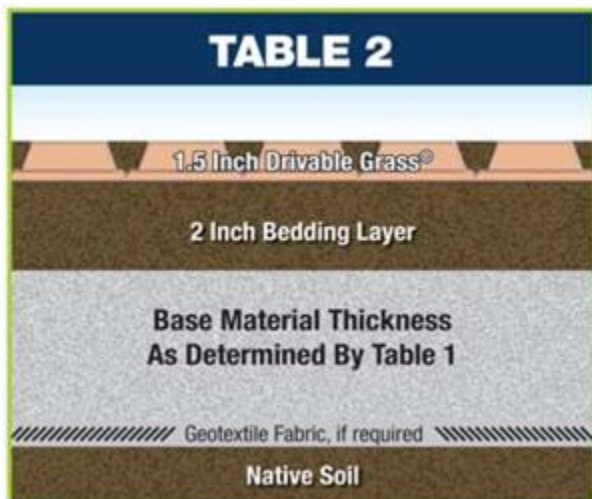 TABLE 2
1.5 Inch Drivable Grass®
2 Inch Bedding Layer
Base Material Thickness
As Determined By Table 1
Geotextile Fabric, if required
Native Soil